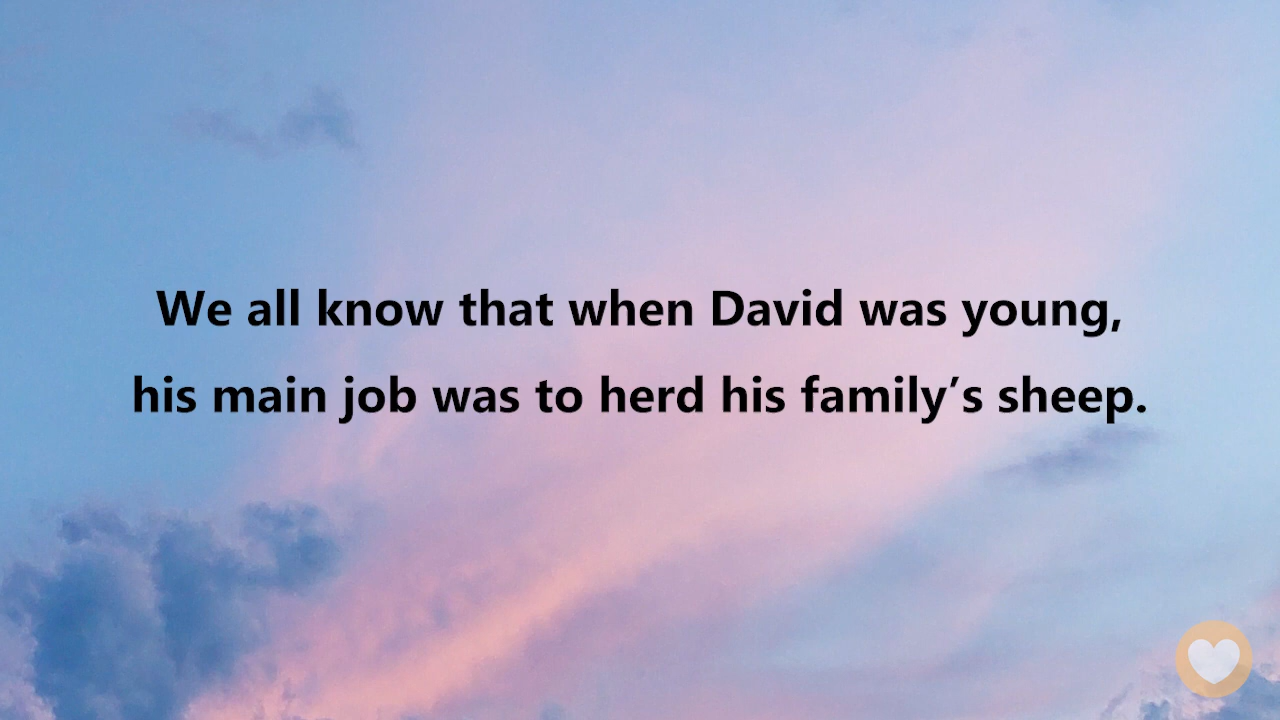 We all know that when David was young,
his main job was to herd his family’s sheep.